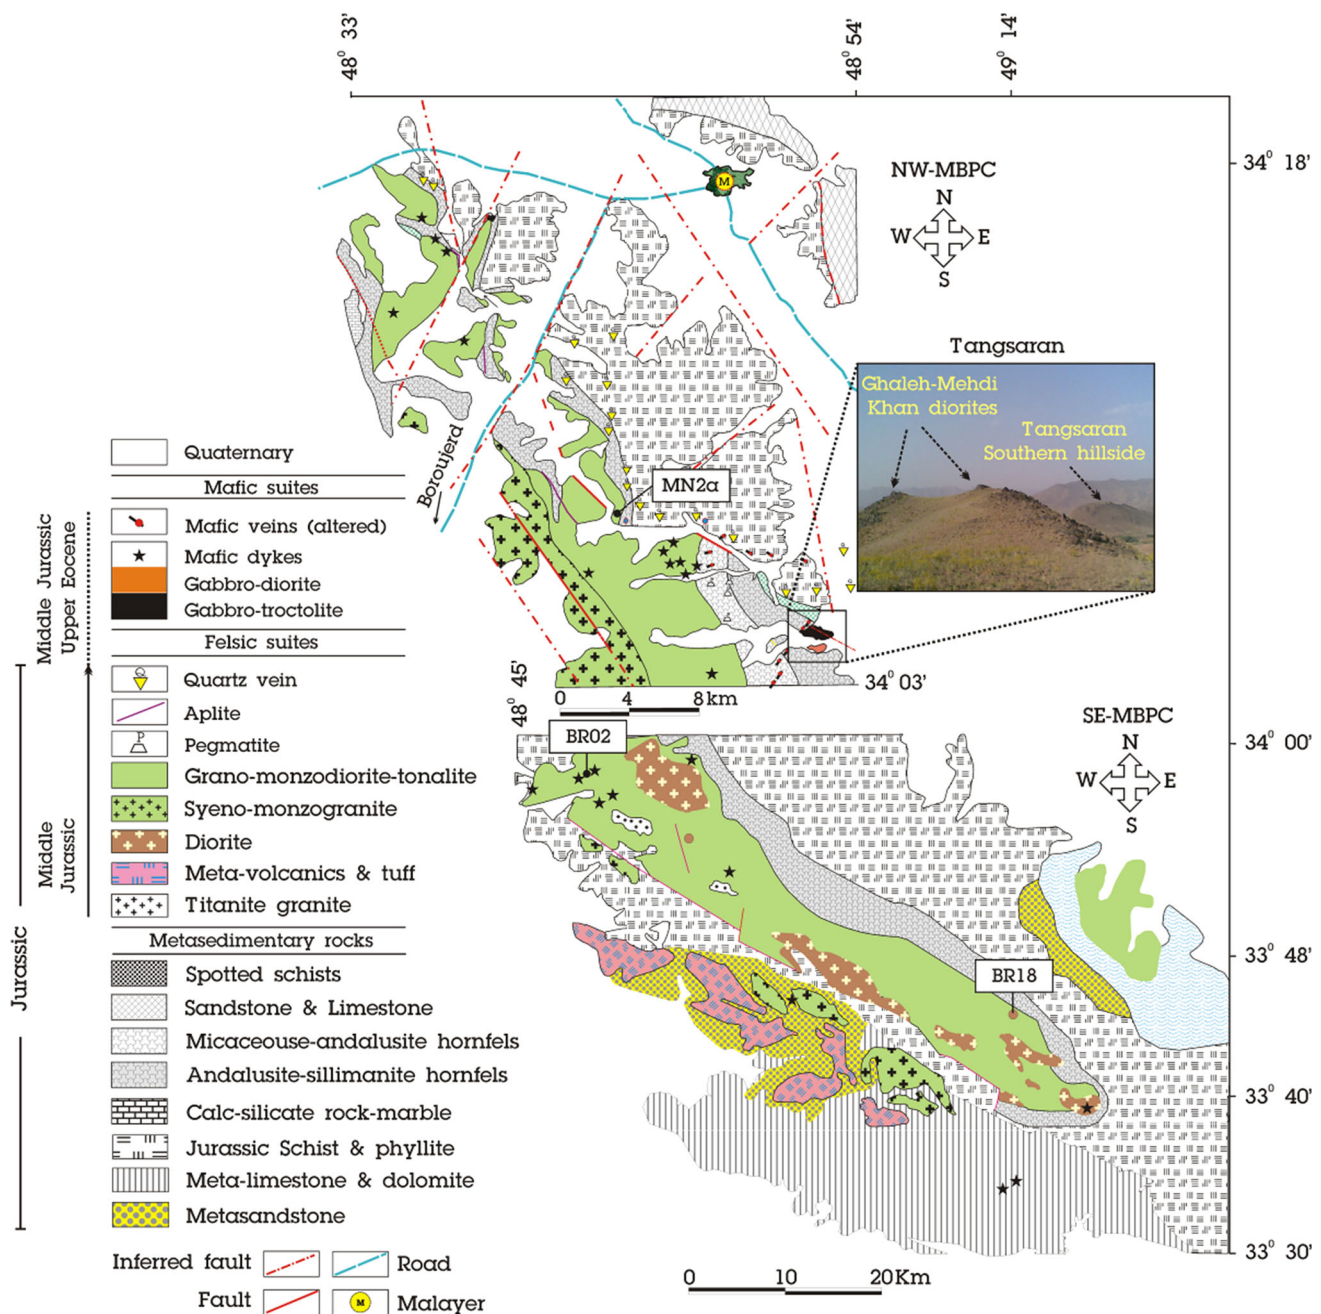 48° 33'
48° 54'
49° 14'
34° 18'
M
NW-MBPC
N
W E
S
Tangsaran
Ghaleh-Mehdi
Khan diorites
Tangsaran
Southern hillside
Boroujerd
MN2α
Quaternary
Mafic suites
Mafic veins (altered)
Mafic dykes
Gabbro-diorite
Gabbro-troctolite
Middle Jurassic
Upper Eocene
Felsic suites
Quartz vein
Aplite
P
Pegmatite
Grano-monzodiorite-tonalite
Syeno-monzogranite
Diorite
Meta-volcanics & tuff
Titanite granite
Middle
Jurassic
Metasedimentary rocks
Spotted schists
Sandstone & Limestone
Micaceouse-andalusite hornfels
Andalusite-sillimanite hornfels
Calc-silicate rock-marble
Jurassic Schist & phyllite
Meta-limestone & dolomite
Metasandstone
Jurassic
Inferred fault
Road
Fault
M
Malayer
34° 03'
48° 45'
0 4 8 km
BR02
SE-MBPC
N
W E
S
34° 00'
33° 48'
BR18
33° 40'
33° 30'
0 10 20 Km